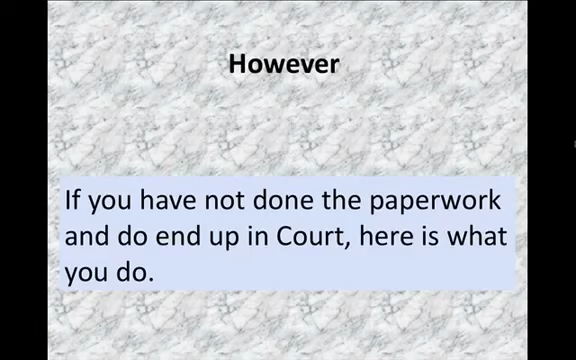 However
If you have not done the paperwork
and do end up in Court, here is what
you do.